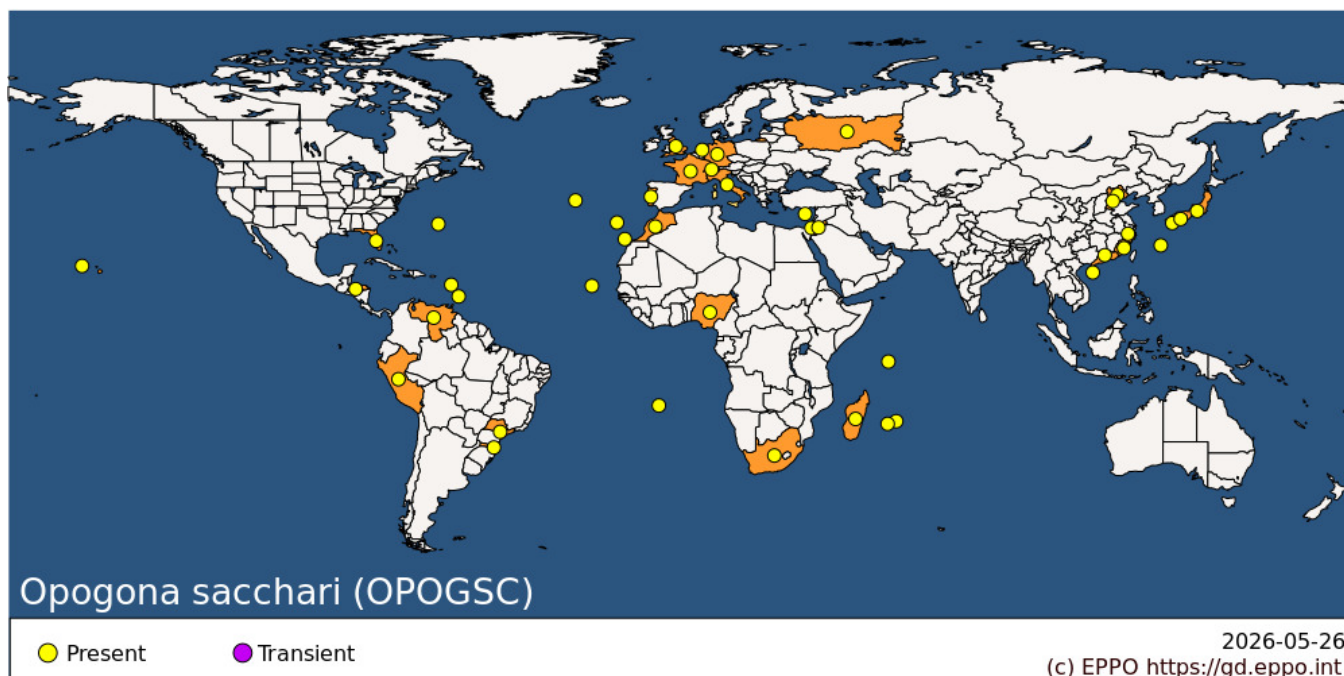 Opogona sacchari (OPOGSC)
Present
Transient
2026-05-26
(c) EPPO https://gd.eppo.int